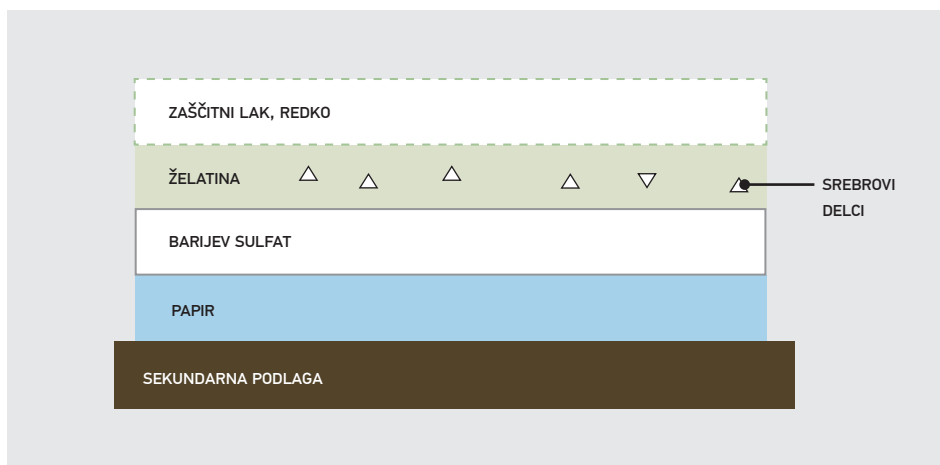 ZAŠČITNI LAK, REDKO
ŽELATINA
SREBROVI
DELCI
BARIJEV SULFAT
PAPIR
SEKUNDARNA PODLAGA